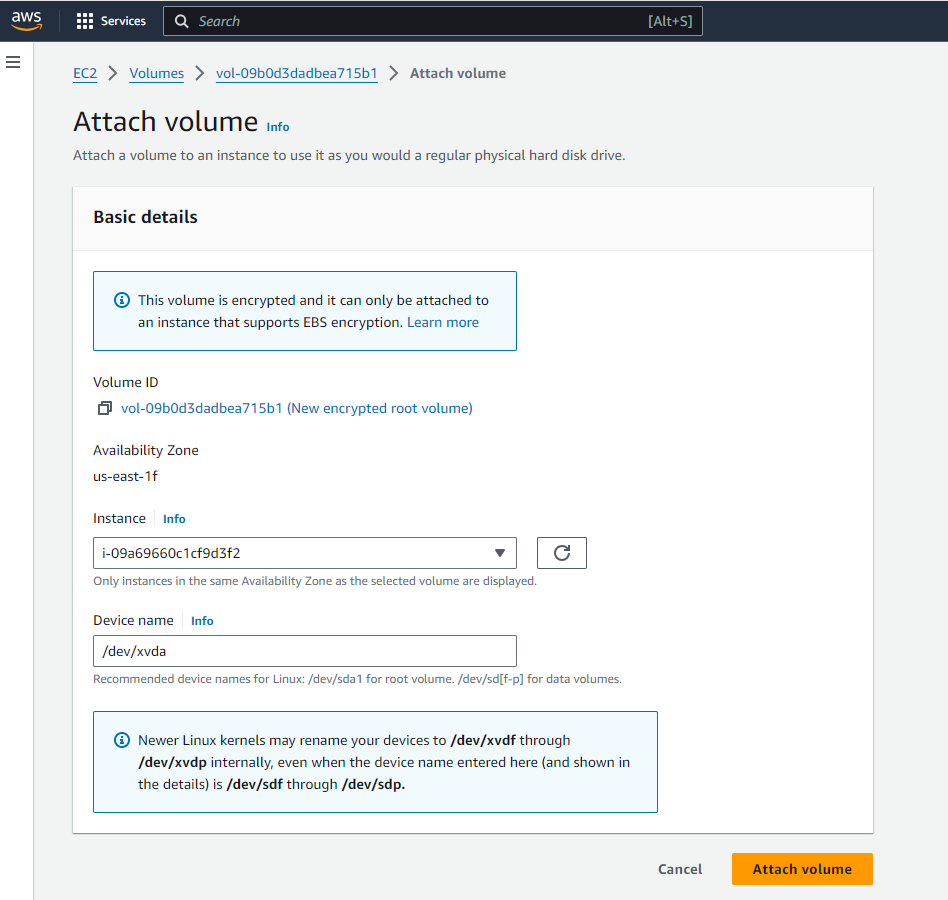 aws
Services
Search
[Alt+S]
EC2 > Volumes > vol-09b0d3dadbea715b1 > Attach volume
Attach volume Info
Attach a volume to an instance to use it as you would a regular physical hard disk drive.
Basic details
This volume is encrypted and it can only be attached to
an instance that supports EBS encryption. Learn more
Volume ID
vol-09b0d3dadbea715b1 (New encrypted root volume)
Availability Zone
us-east-1f
Instance Info
i-09a69660c1cf9d3f2
Only instances in the same Availability Zone as the selected volume are displayed.
Device name Info
/dev/xvda
Recommended device names for Linux: /dev/sda1 for root volume. /dev/sd[f-p] for data volumes.
Newer Linux kernels may rename your devices to /dev/xvdf through
/dev/xvdp internally, even when the device name entered here (and shown in
the details) is /dev/sdf through /dev/sdp.
Cancel
Attach volume